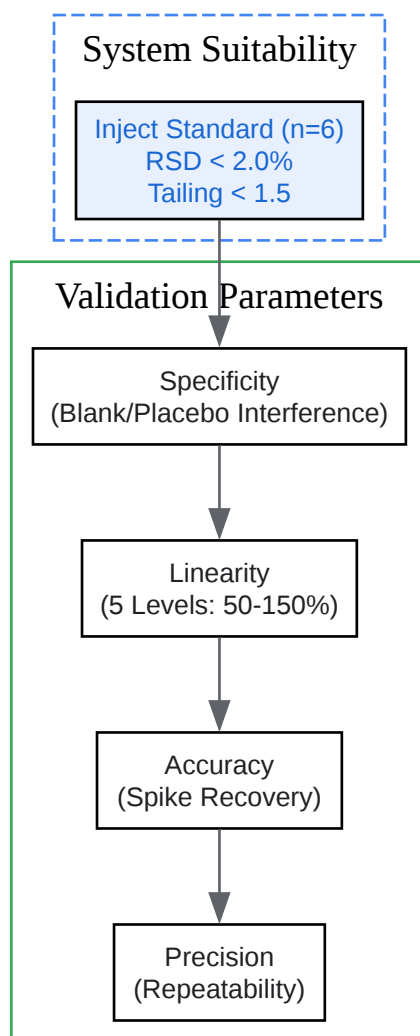 System Suitability
Inject Standard (n=6)
RSD < 2.0%
Tailing < 1.5
Validation Parameters
Specificity
(Blank/Placebo Interference)
Linearity
(5 Levels: 50-150%)
Accuracy
(Spike Recovery)
Precision
(Repeatability)